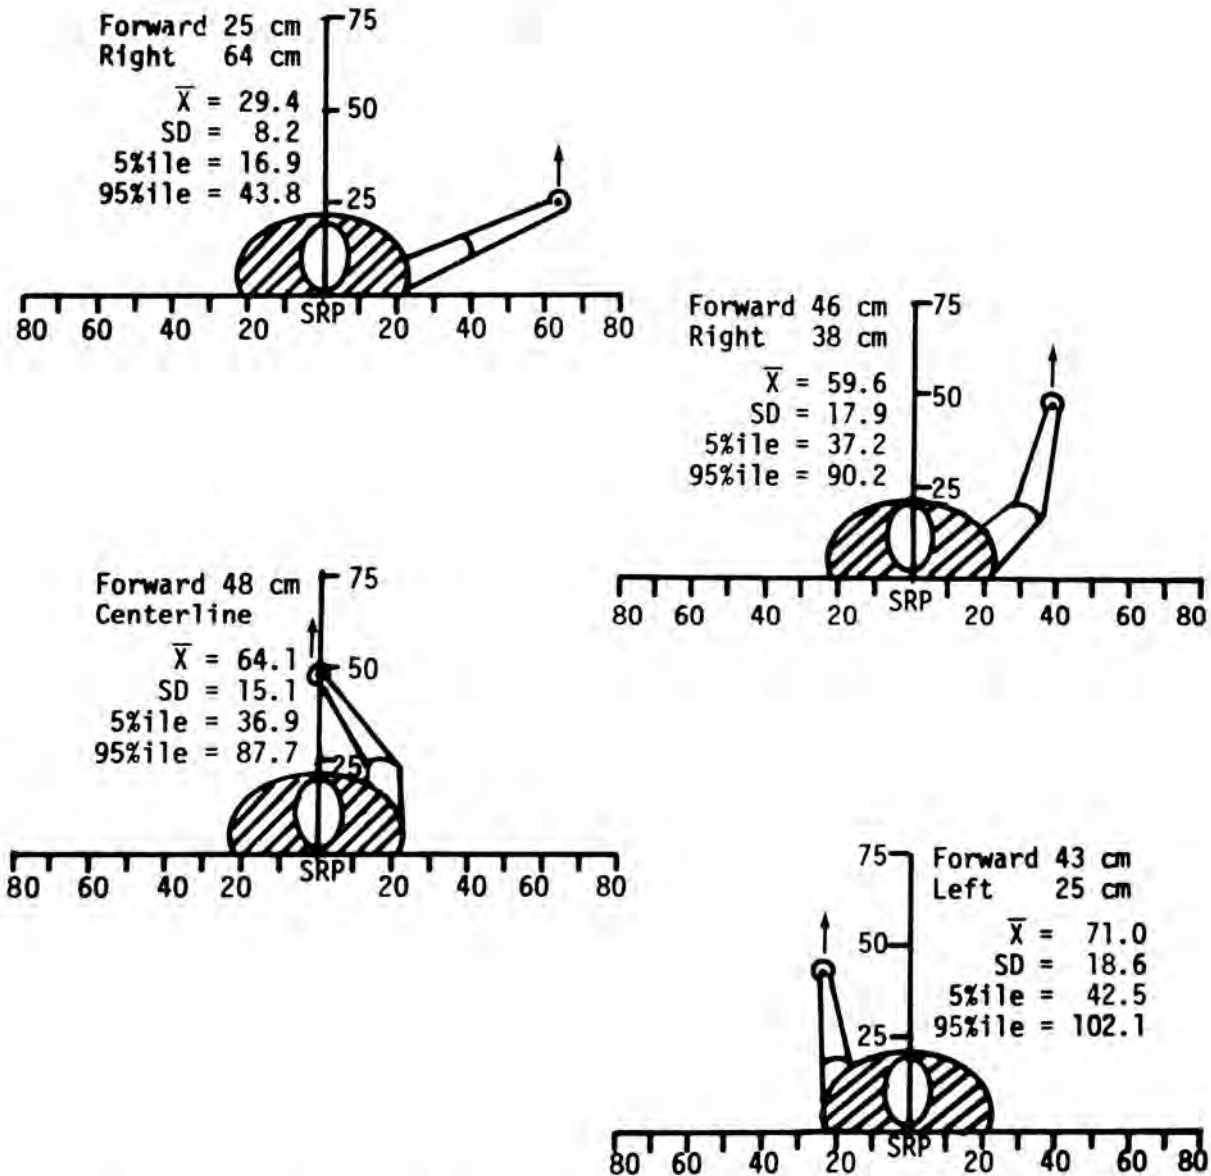 Forward 25 cm
Right 64 cm
X̅ = 29.4
SD = 8.2
5%ile = 16.9
95%ile = 43.8
75
50
25
SRP
80 60 40 20 20 40 60 80
Forward 46 cm
Right 38 cm
X̅ = 59.6
SD = 17.9
5%ile = 37.2
95%ile = 90.2
75
50
25
SRP
80 60 40 20 20 40 60 80
Forward 48 cm
Centerline
X̅ = 64.1
SD = 15.1
5%ile = 36.9
95%ile = 87.7
75
50
25
SRP
80 60 40 20 20 40 60 80
Forward 43 cm
Left 25 cm
X̅ = 71.0
SD = 18.6
5%ile = 42.5
95%ile = 102.1
75
50
25
SRP
80 60 40 20 20 40 60 80